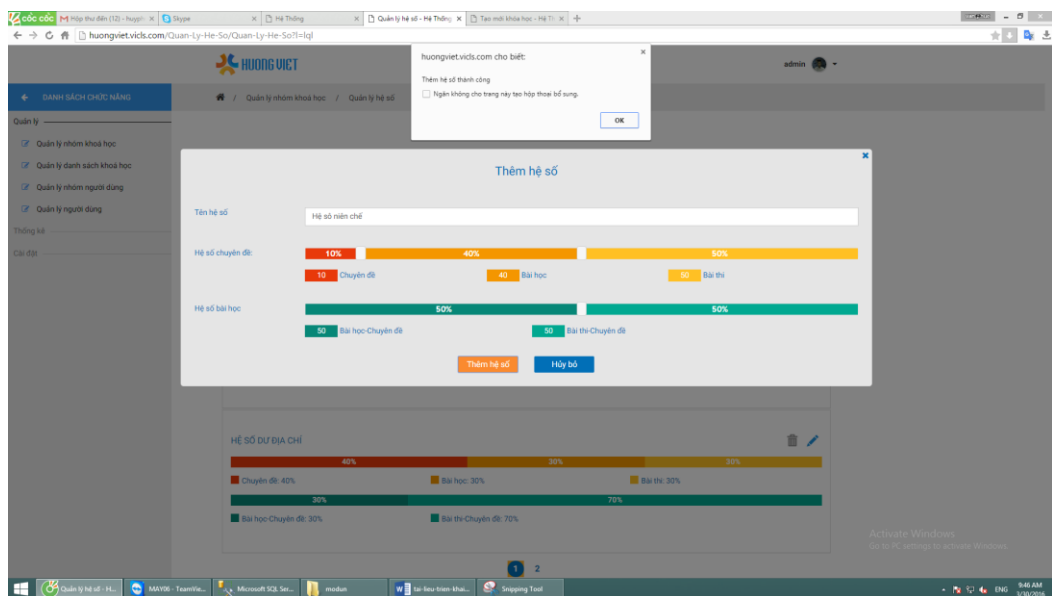 cốc cốc
Hộp thư đến (12) - huyph
Skype
Hệ Thống
Quản lý hệ số - Hệ Thống
Tạo mới khóa học - Hệ Th
huongviet.vicls.com/Quan-Ly-He-So/Quan-Ly-He-So?l=lql
huongviet.vicls.com cho biết:
Thêm hệ số thành công
Ngăn không cho trang này tạo hộp thoại bổ sung.
OK
HUONG VIET
admin
DANH SÁCH CHỨC NĂNG
/ Quản lý nhóm khoá học / Quản lý hệ số
Quản lý
Quản lý nhóm khoá học
Quản lý danh sách khoá học
Quản lý nhóm người dùng
Quản lý người dùng
Thống kê
Cài đặt
Thêm hệ số
Tên hệ số
Hệ số niên chế
Hệ số chuyên đề:
10% 40% 50%
10 Chuyên đề 40 Bài học 50 Bài thi
Hệ số bài học
50% 50%
50 Bài học-Chuyên đề 50 Bài thi-Chuyên đề
Thêm hệ số Hủy bỏ
HỆ SỐ DƯ ĐỊA CHÍ
40% 30% 30%
Chuyên đề: 40% Bài học: 30% Bài thi: 30%
30% 70%
Bài học-Chuyên đề: 30% Bài thi-Chuyên đề: 70%
Activate Windows
Go to PC settings to activate Windows.
1 2
Quản lý hệ số - H...
MAY06 - TeamVie...
Microsoft SQL Ser...
modun
tai-lieu-trien-khai...
Snipping Tool
ENG
9:46 AM
3/30/2016